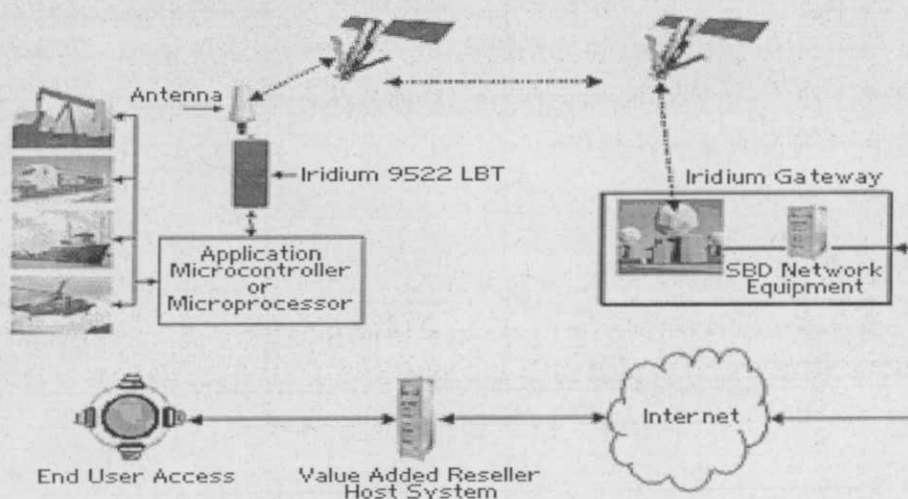 Antenna
Iridium 9522 LBT
Iridium Gateway
Application
Microcontroller
or
Microprocessor
SBD Network
Equipment
Internet
End User Access
Value Added Reseller
Host System